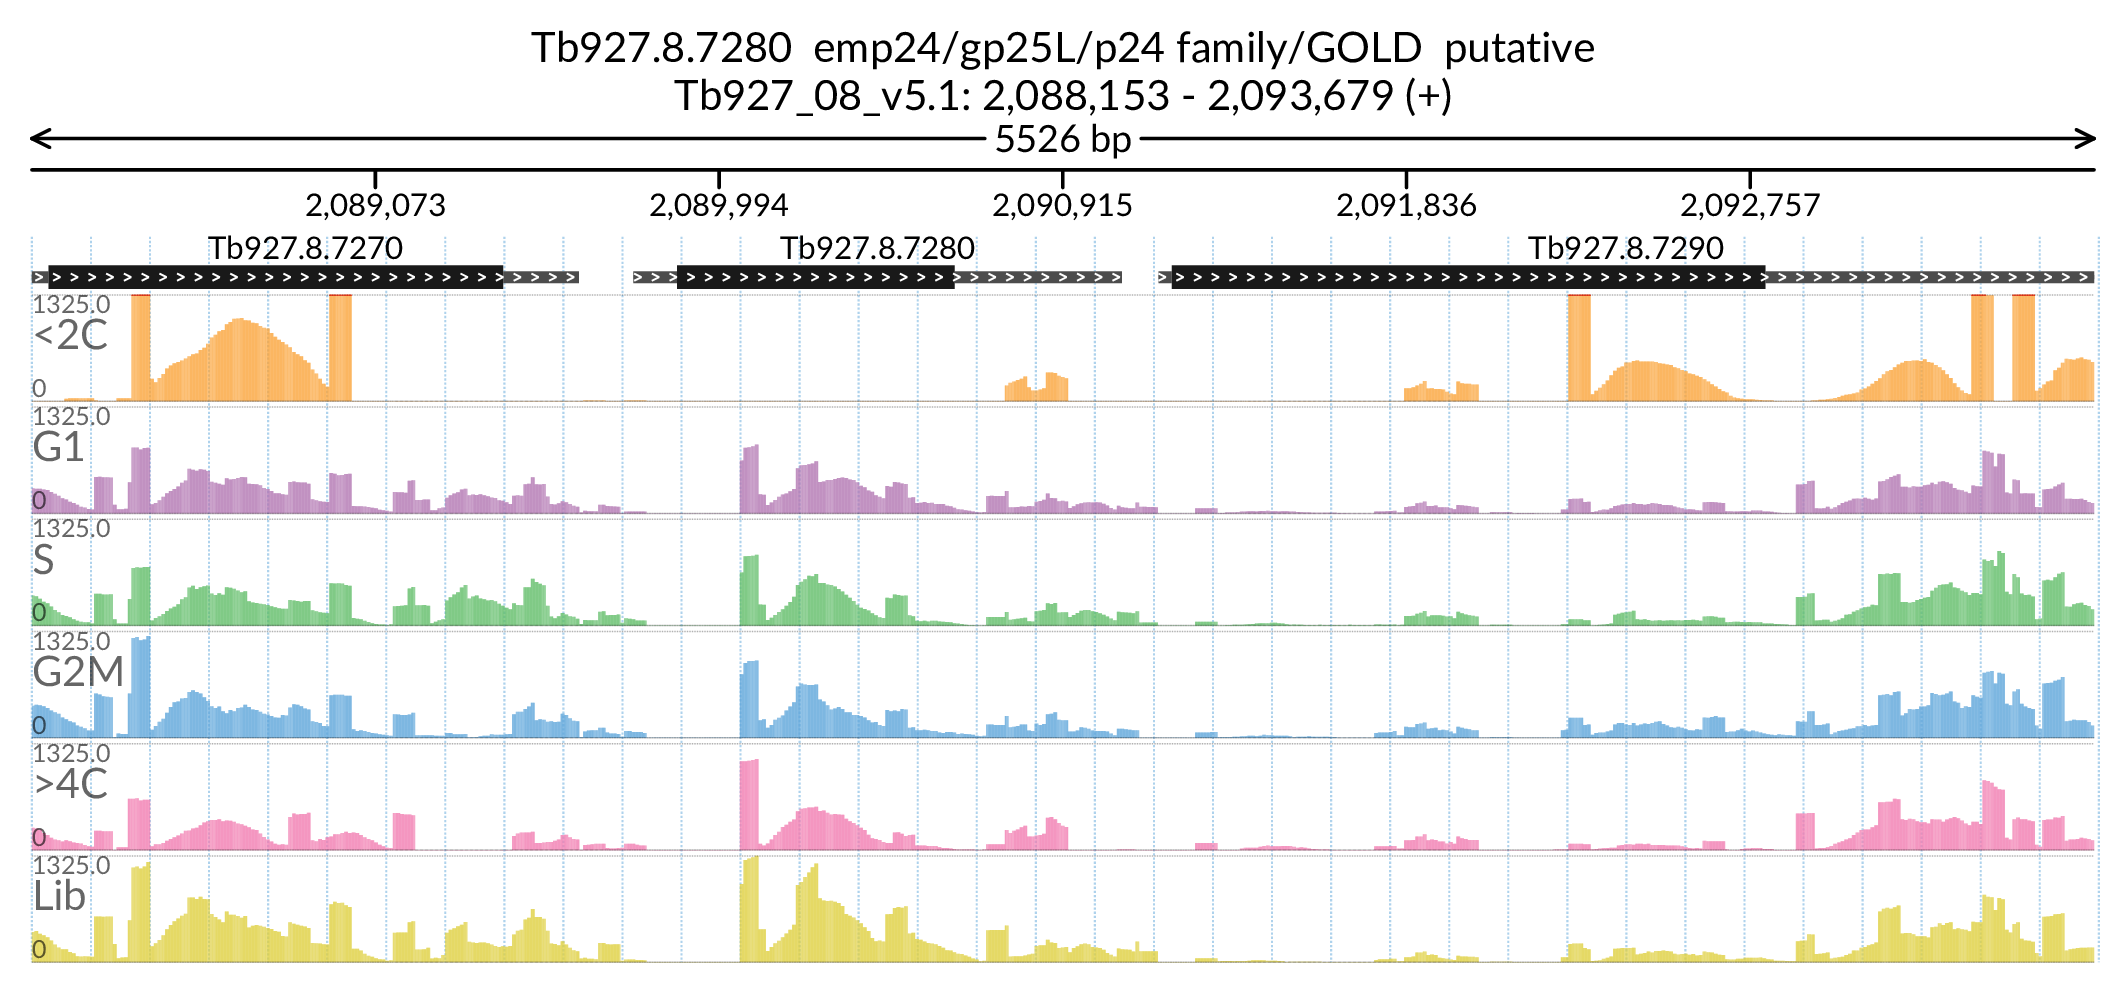 Tb927.8.7280 emp24/gp25L/p24 family/GOLD putative
Tb927_08_v5.1: 2,088,153 - 2,093,679 (+)
5526 bp
2,089,073 2,089,994 2,090,915 2,091,836 2,092,757
Tb927.8.7270 Tb927.8.7280 Tb927.8.7290
1325.0
<2C
0
1325.0
G1
0
1325.0
S
0
1325.0
G2M
0
1325.0
>4C
0
1325.0
Lib
0